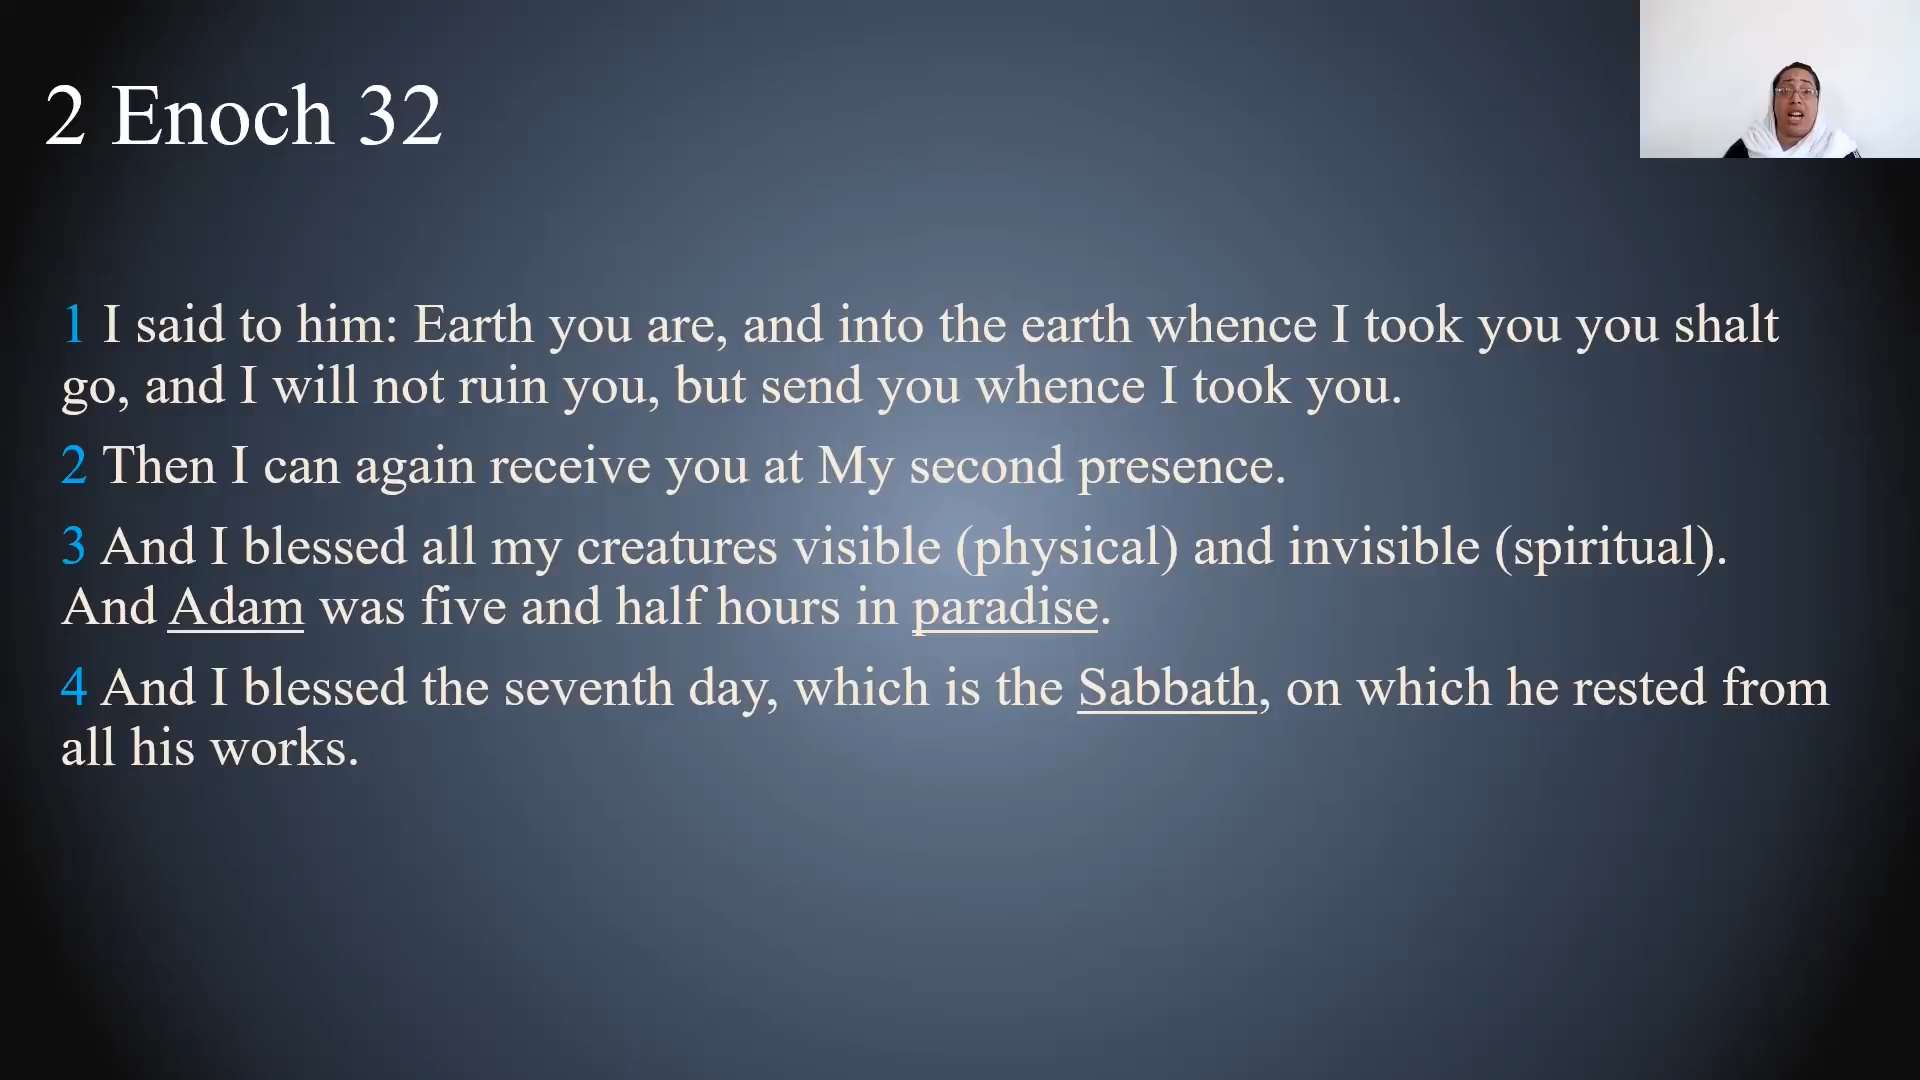 2 Enoch 32
1 I said to him: Earth you are, and into the earth whence I took you you shalt
go, and I will not ruin you, but send you whence I took you.
2 Then I can again receive you at My second presence.
3 And I blessed all my creatures visible (physical) and invisible (spiritual).
And Adam was five and half hours in paradise.
4 And I blessed the seventh day, which is the Sabbath, on which he rested from
all his works.